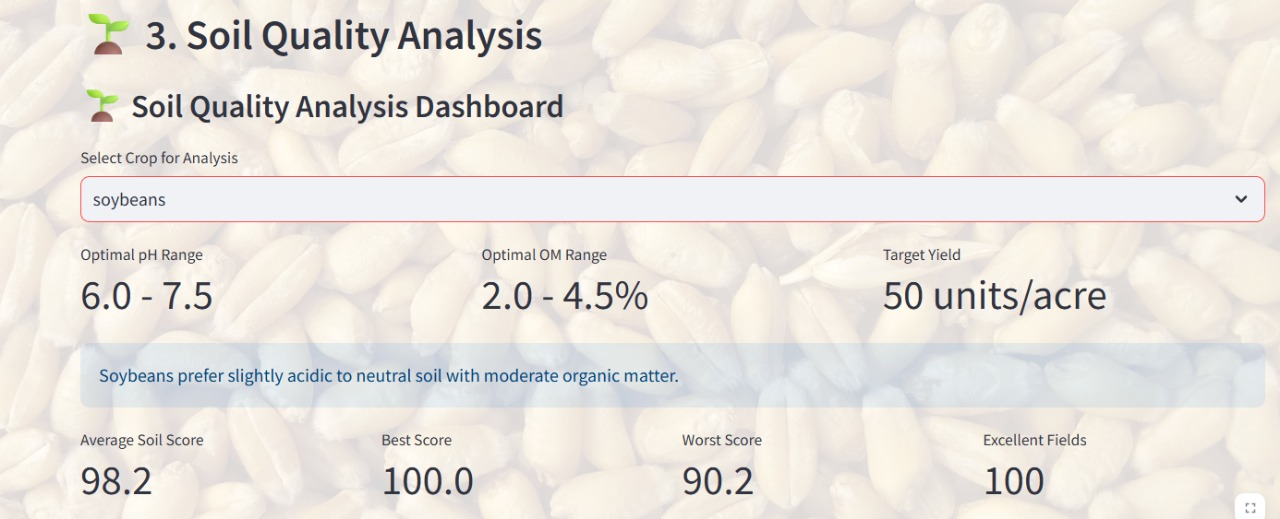 3. Soil Quality Analysis
Soil Quality Analysis Dashboard
Select Crop for Analysis
soybeans
Optimal pH Range
Optimal OM Range
Target Yield
6.0 - 7.5
2.0 - 4.5%
50 units/acre
Soybeans prefer slightly acidic to neutral soil with moderate organic matter.
Average Soil Score
Best Score
Worst Score
Excellent Fields
98.2
100.0
90.2
100